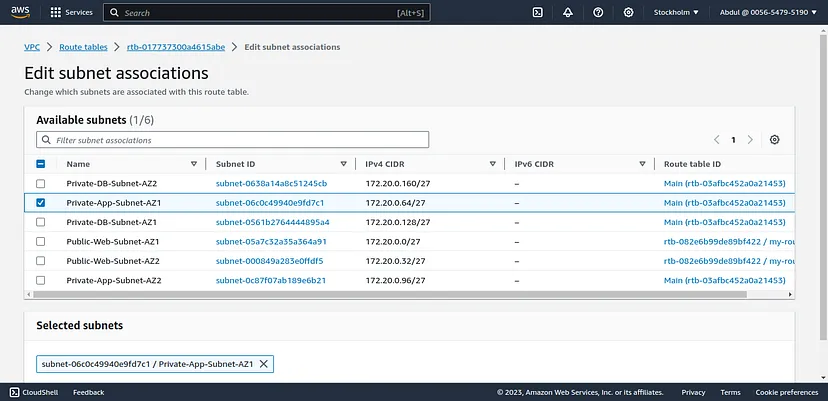 aws Services Search [Alt+S] Stockholm Abdul @ 0056-5479-5190
VPC > Route tables > rtb-017737300a4615abe > Edit subnet associations
Edit subnet associations
Change which subnets are associated with this route table.
Available subnets (1/6)
Filter subnet associations
1
Name Subnet ID IPv4 CIDR IPv6 CIDR Route table ID
Private-DB-Subnet-AZ2 subnet-0638a14a8c51245cb 172.20.0.160/27 – Main (rtb-03afbc452a0a21453)
Private-App-Subnet-AZ1 subnet-06c0c49940e9fd7c1 172.20.0.64/27 – Main (rtb-03afbc452a0a21453)
Private-DB-Subnet-AZ1 subnet-0561b2764444895a4 172.20.0.128/27 – Main (rtb-03afbc452a0a21453)
Public-Web-Subnet-AZ1 subnet-05a7c32a35a364a91 172.20.0.0/27 – rtb-082e6b99de89bf422 / my-rou
Public-Web-Subnet-AZ2 subnet-000849a283e0ffdf5 172.20.0.32/27 – rtb-082e6b99de89bf422 / my-rou
Private-App-Subnet-AZ2 subnet-0c87f07ab189e6b21 172.20.0.96/27 – Main (rtb-03afbc452a0a21453)
Selected subnets
subnet-06c0c49940e9fd7c1 / Private-App-Subnet-AZ1
CloudShell Feedback © 2023, Amazon Web Services, Inc. or its affiliates. Privacy Terms Cookie preferences